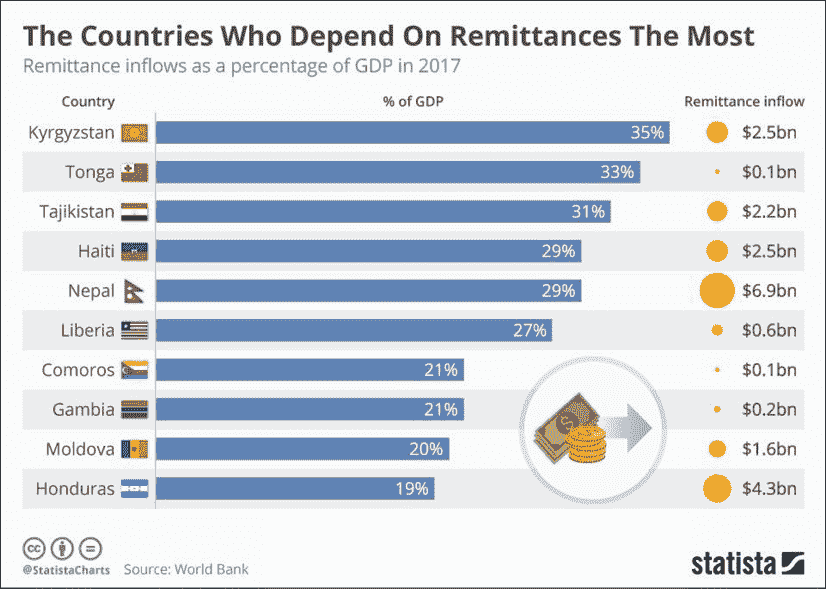 The Countries Who Depend On Remittances The Most
Remittance inflows as a percentage of GDP in 2017
Country % of GDP Remittance inflow
Kyrgyzstan 35% $2.5bn
Tonga 33% $0.1bn
Tajikistan 31% $2.2bn
Haiti 29% $2.5bn
Nepal 29% $6.9bn
Liberia 27% $0.6bn
Comoros 21% $0.1bn
Gambia 21% $0.2bn
Moldova 20% $1.6bn
Honduras 19% $4.3bn
@StatistaCharts Source: World Bank
statista